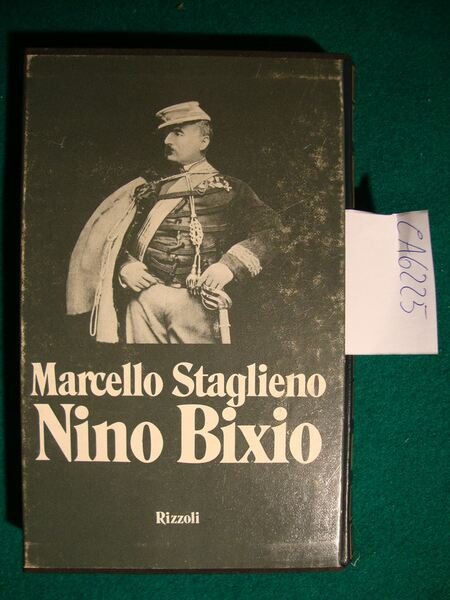 Marcello Staglieno
Nino Bixio
Rizzoli
CA6225